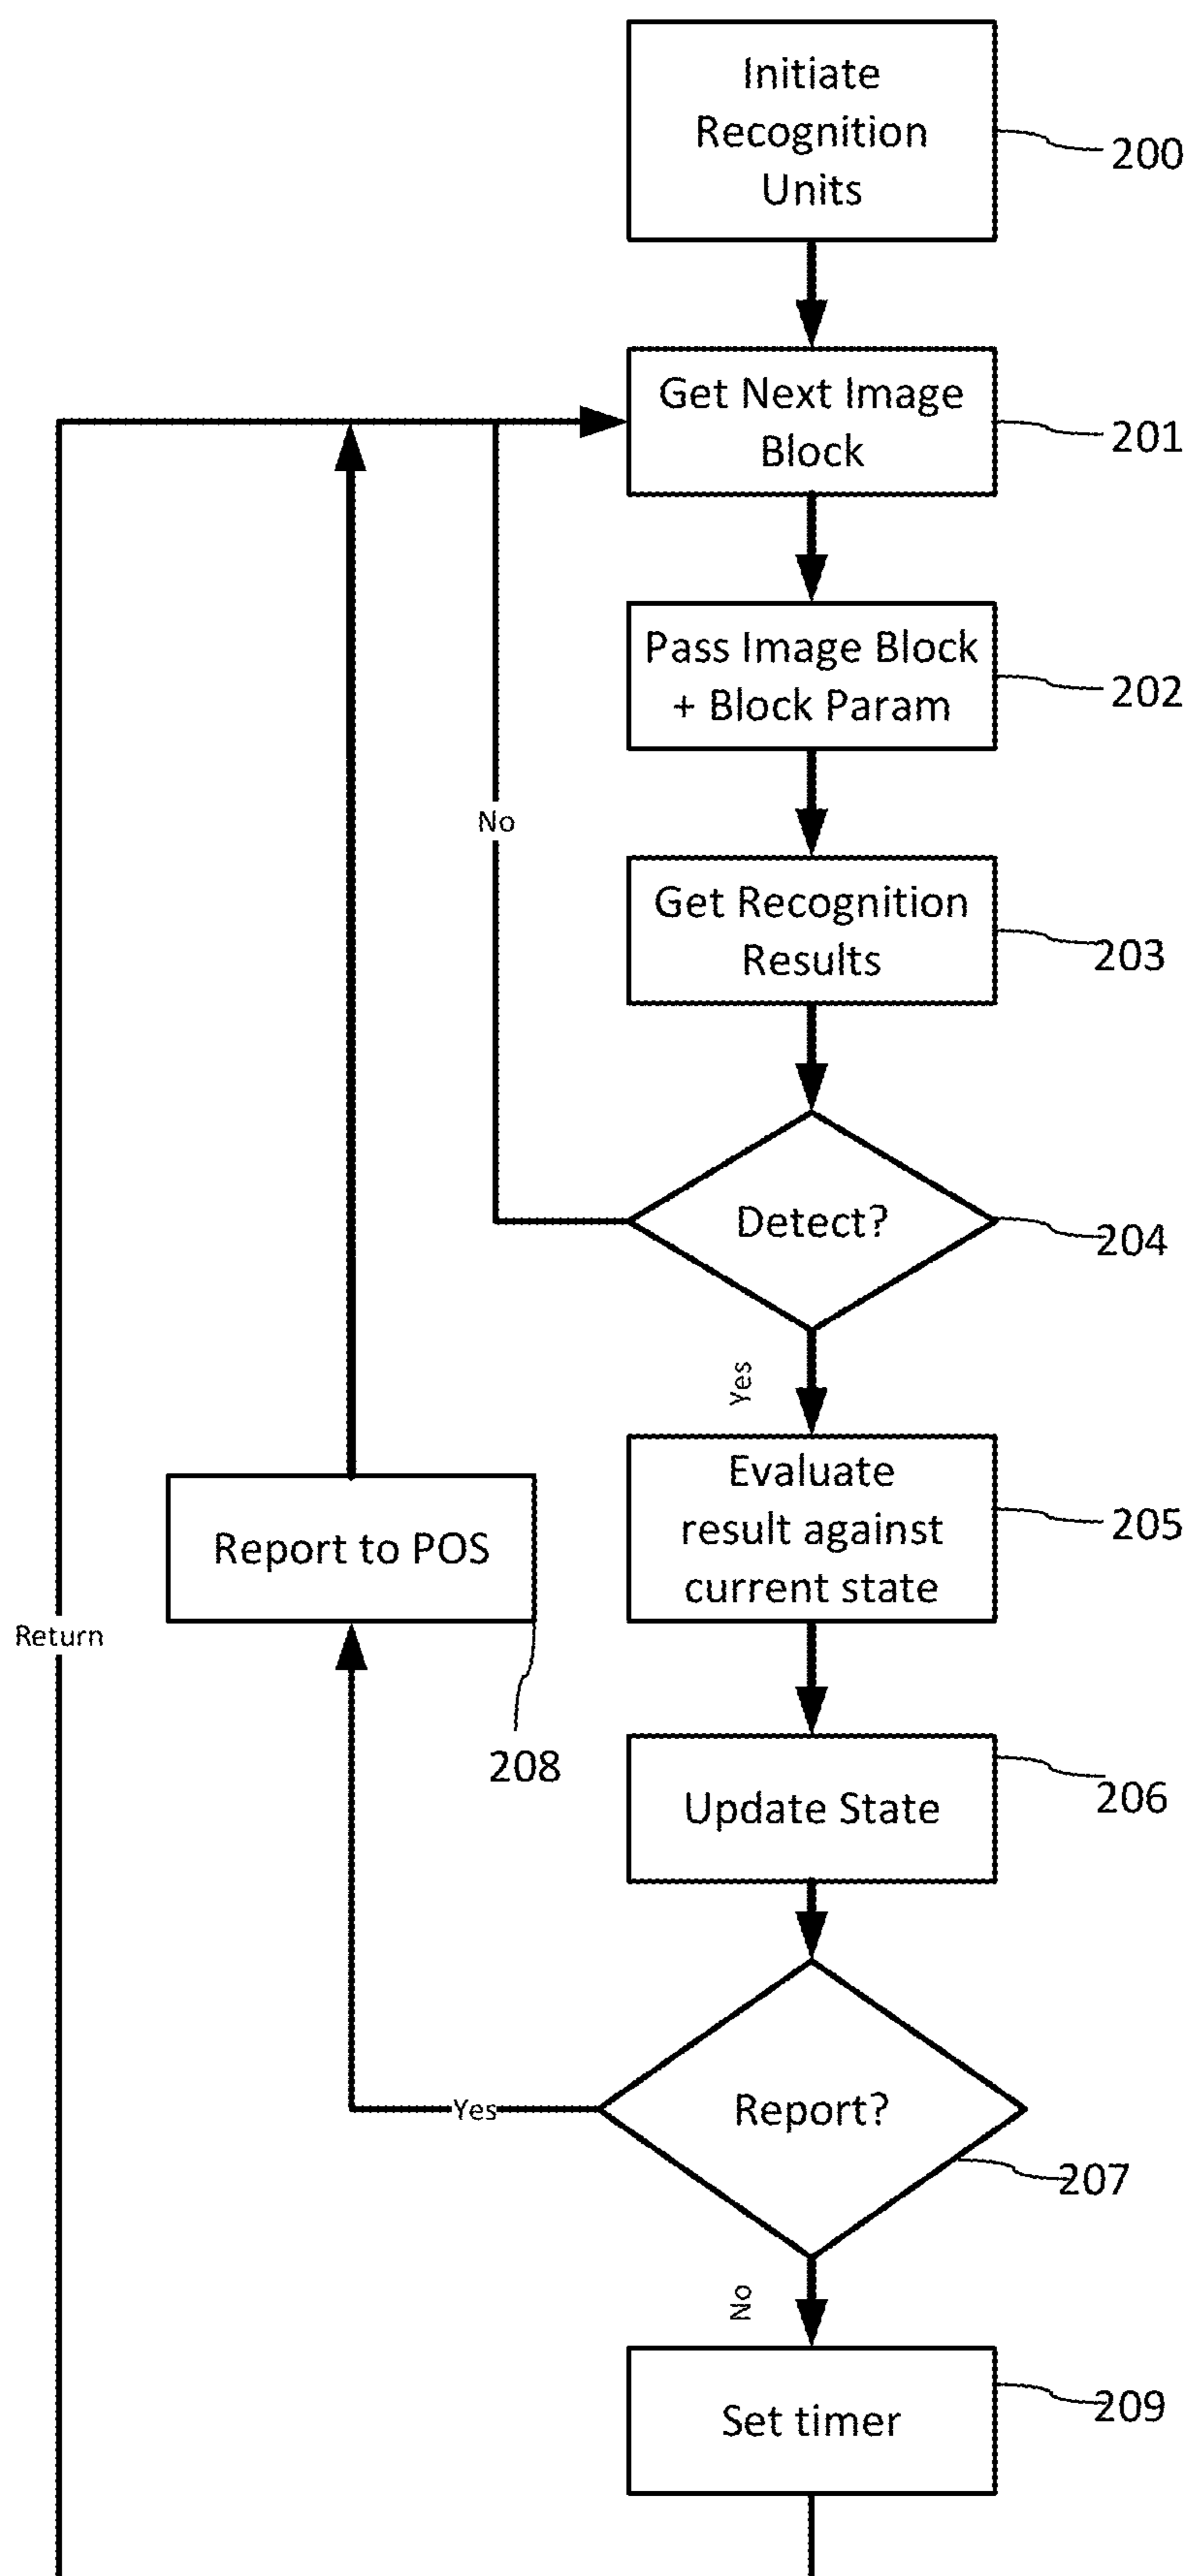 Initiate
Recognition
Units
200
Get Next Image
Block
201
Pass Image Block
+ Block Param
202
No
Get Recognition
Results
203
Detect?
204
Yes
Evaluate
result against
current state
205
Report to POS
Return
208
Update State
206
Report?
Yes
207
No
Set timer
209